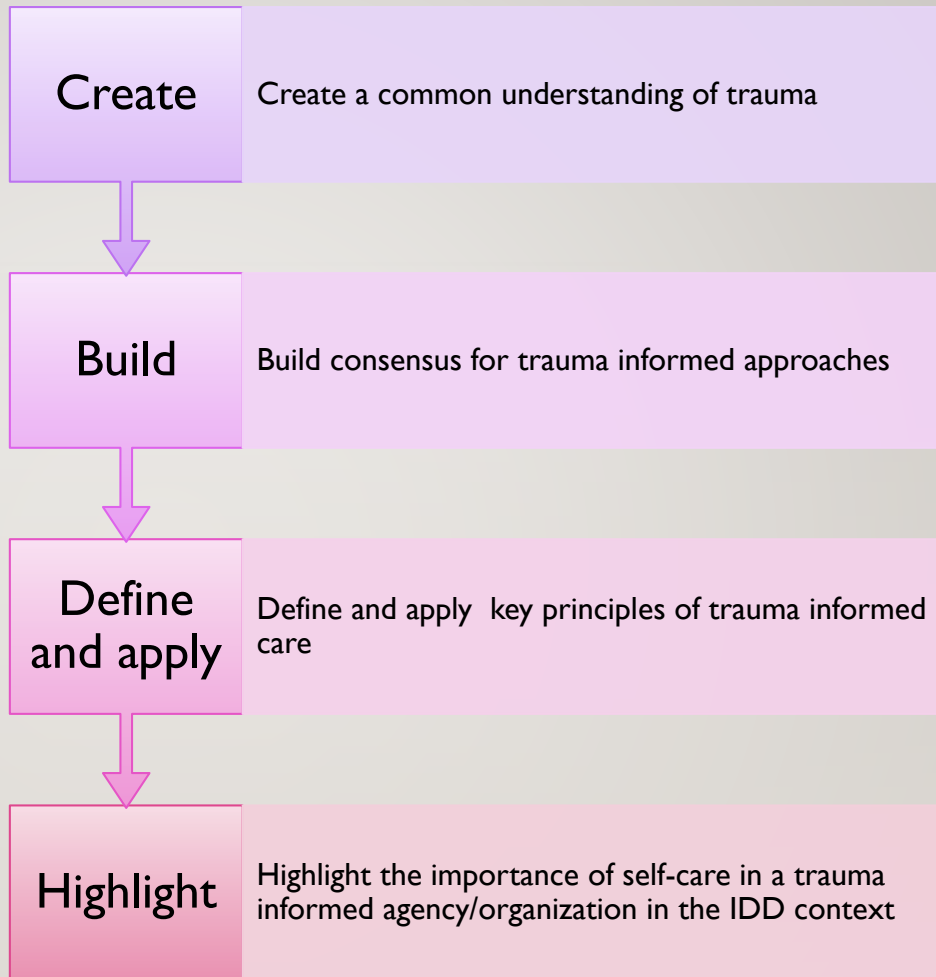 Create
Create a common understanding of trauma
Build
Build consensus for trauma informed approaches
Define
and apply
Define and apply  key principles of trauma informed
care
Highlight
Highlight the importance of self-care in a trauma
informed agency/organization in the IDD context